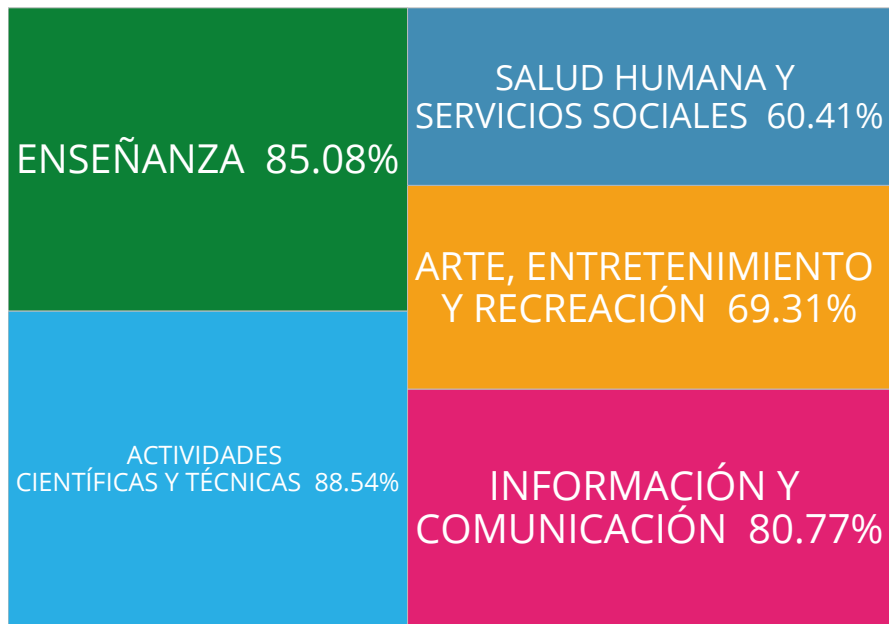 ENSEÑANZA 85.08%
ACTIVIDADES
CIENTÍFICAS Y TÉCNICAS 88.54%
SALUD HUMANA Y
SERVICIOS SOCIALES 60.41%
ARTE, ENTRETENIMIENTO
Y RECREACIÓN 69.31%
INFORMACIÓN Y
COMUNICACIÓN 80.77%